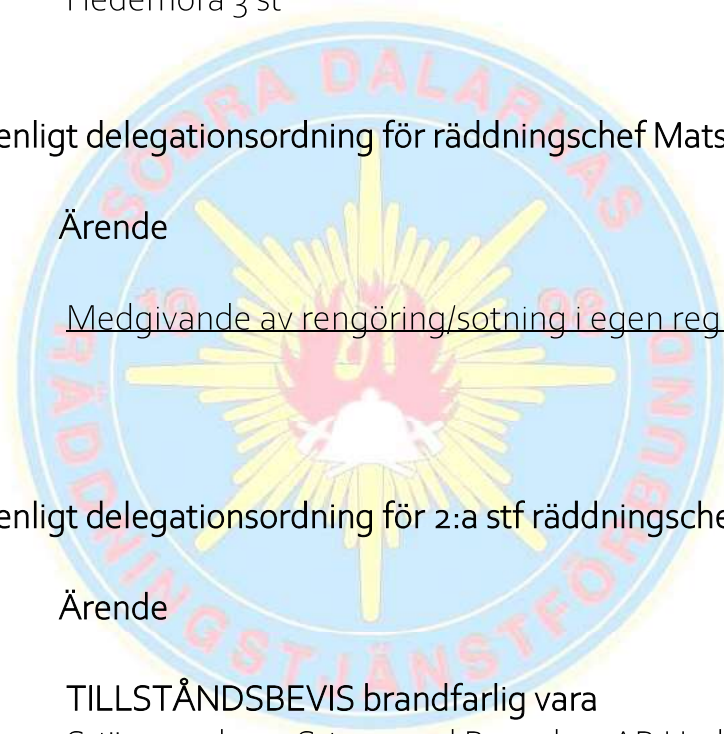 Hedemora 3 st
SÖDRA DALARNAS
enligt delegationsordning för räddningschef Mats
Ärende
1998
Medgivande av rengöring/sotning i egen reg
RÄDDNINGSTJÄNSTFÖRBUND
enligt delegationsordning för 2:a stf räddningsche
Ärende
TILLSTÅNDSBEVIS brandfarlig vara